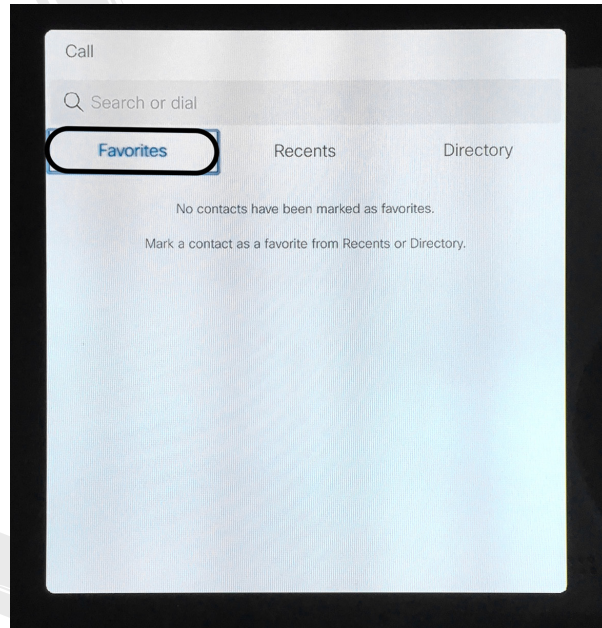 Call
Search or dial
Favorites Recents Directory
No contacts have been marked as favorites.
Mark a contact as a favorite from Recents or Directory.